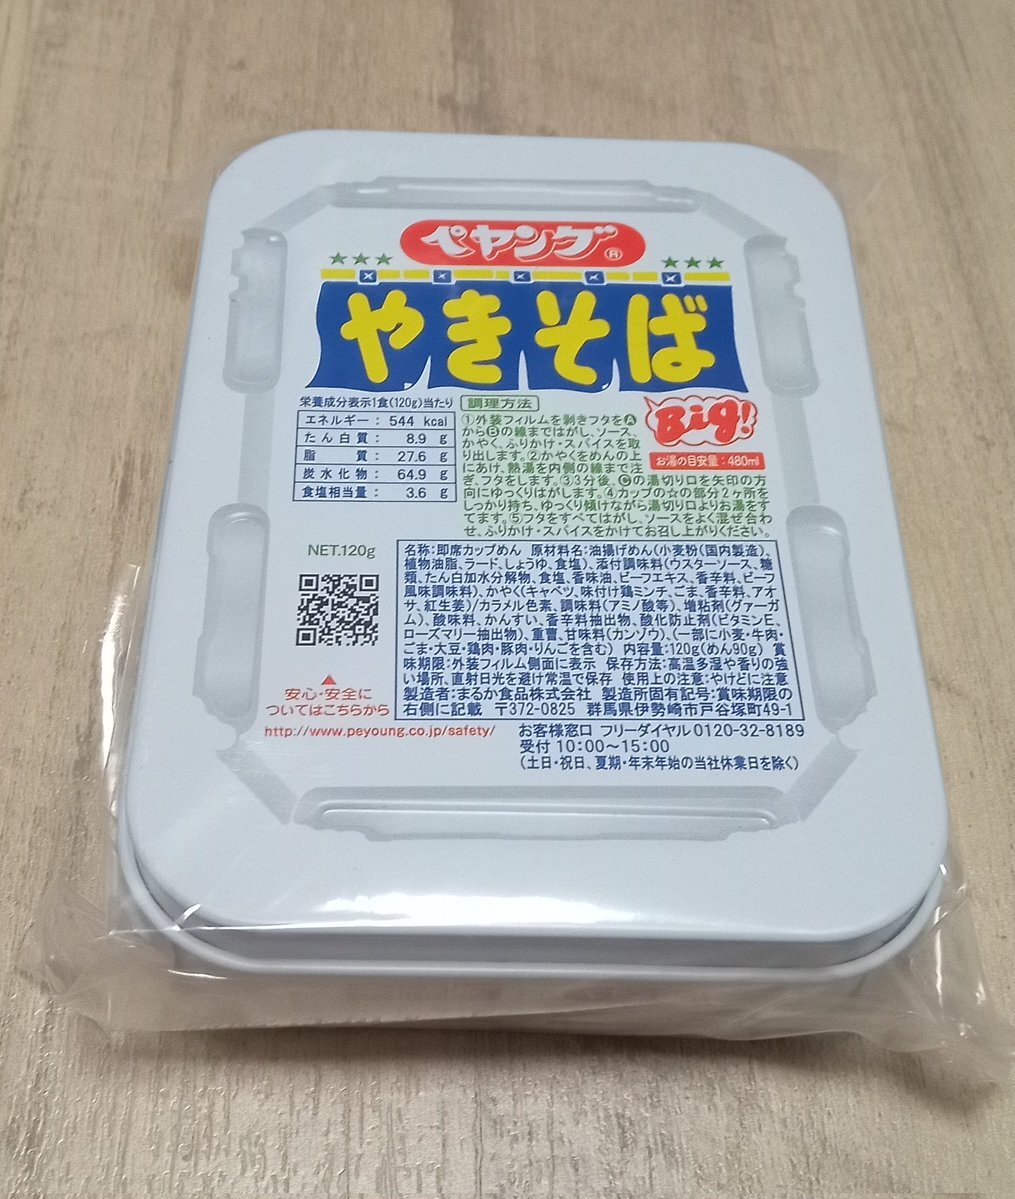 ペヤング®
★★★ ★★★
やきそば
栄養成分表示1食(120g)当たり
エネルギー: 544 kcal
たん白質: 8.9 g
脂 質: 27.6 g
炭水化物: 64.9 g
食塩相当量: 3.6 g
調理方法
①外装フィルムを剥きフタをⒶ
からⒷの線まではがし、ソース、
かやく、ふりかけ・スパイスを取
り出します。②かやくをめんの上
にあけ、熱湯を内側の線まで注
ぎ、フタをします。③3分後、Ⓒの湯切り口を矢印の方
向にゆっくりはがします。④カップの☆の部分2ヶ所を
しっかり持ち、ゆっくり傾けながら湯切り口よりお湯をす
てます。⑤フタをすべてはがし、ソースをよく混ぜ合わ
せ、ふりかけ・スパイスをかけてお召し上がりください。
Big!
お湯の目安量:480ml
NET.120g
名称:即席カップめん 原材料名:油揚げめん(小麦粉(国内製造)、
植物油脂、ラード、しょうゆ、食塩)、添付調味料(ウスターソース、糖
類、たん白加水分解物、食塩、香味油、ビーフエキス、香辛料、ビーフ
風味調味料)、かやく(キャベツ、味付け鶏ミンチ、ごま、香辛料、アオ
サ、紅生姜)/カラメル色素、調味料(アミノ酸等)、増粘剤(グァーガ
ム)、酸味料、かんすい、香辛料抽出物、酸化防止剤(ビタミンE、
ローズマリー抽出物)、重曹、甘味料(カンゾウ)、(一部に小麦・牛肉・
ごま・大豆・鶏肉・豚肉・りんごを含む) 内容量:120g(めん90g) 賞
味期限:外装フィルム側面に表示 保存方法:高温多湿や香りの強
い場所、直射日光を避け常温で保存 使用上の注意:やけどに注意
製造者:まるか食品株式会社 製造所固有記号:賞味期限の
右側に記載 〒372-0825 群馬県伊勢崎市戸谷塚町49-1
安心・安全に
ついてはこちらから
http://www.peyoung.co.jp/safety/
お客様窓口 フリーダイヤル0120-32-8189
受付 10:00～15:00
(土日・祝日、夏期・年末年始の当社休業日を除く)